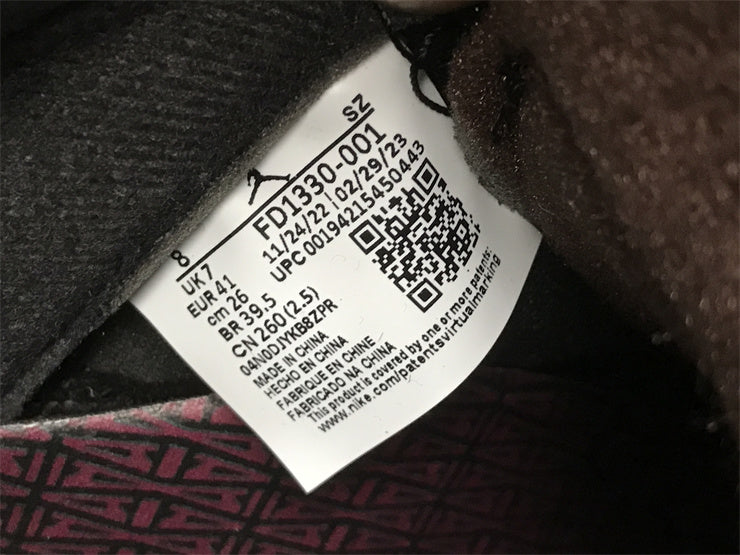 8 SZ
UK 7 FD1330-001
EUR 41 11/24/22 | 02/29/23
cm 26 UPC 00194215450443
BR 39.5
CN 260 (2.5)
04N0DJYKB8ZPR
MADE IN CHINA
HECHO EN CHINA
FABRIQUE EN CHINE
FABRICADO NA CHINA
This product is covered by one or more patents:
www.nike.com/patentsvirtualmarking